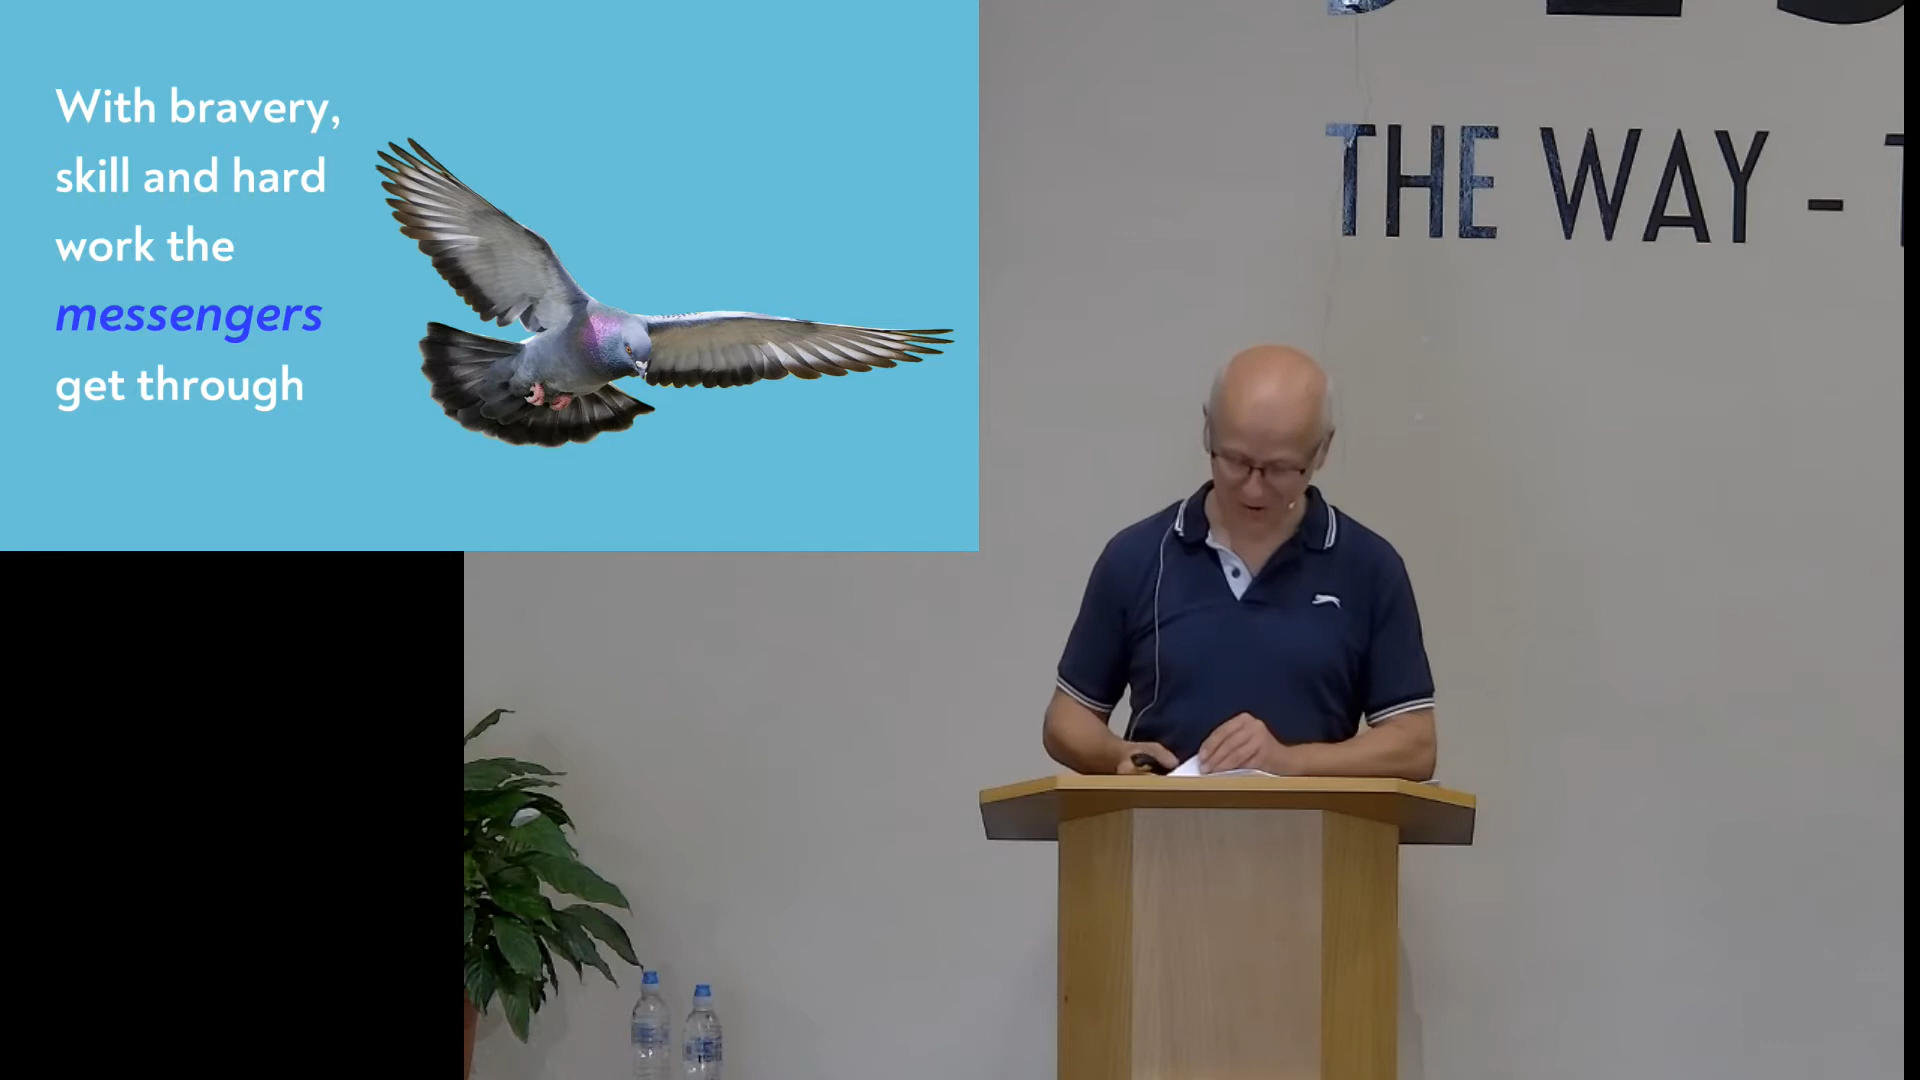 With bravery,
skill and hard
work the
messengers
get through
THE WAY -